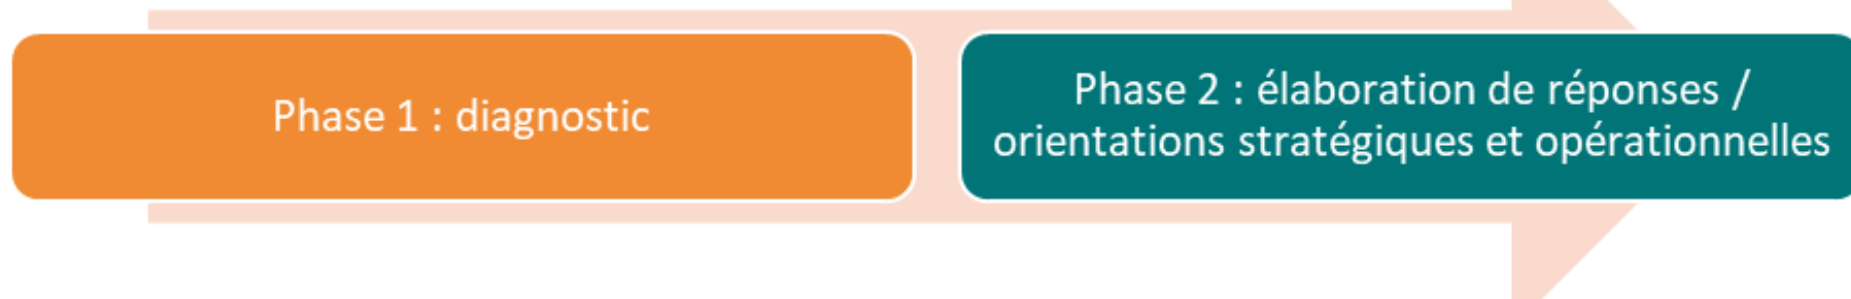 Phase 1 : diagnostic
Phase 2 : élaboration de réponses /
orientations stratégiques et opérationnelles